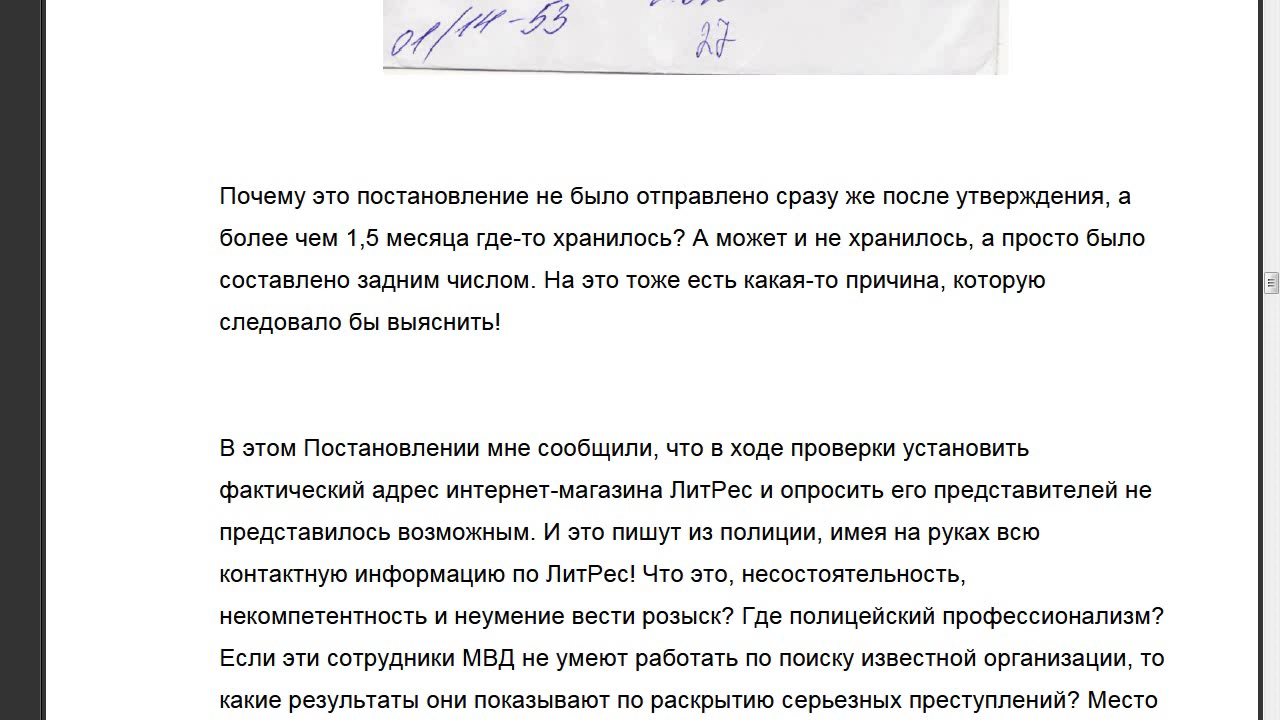 01/14-53
27
Почему это постановление не было отправлено сразу же после утверждения, а
более чем 1,5 месяца где-то хранилось? А может и не хранилось, а просто было
составлено задним числом. На это тоже есть какая-то причина, которую
следовало бы выяснить!
В этом Постановлении мне сообщили, что в ходе проверки установить
фактический адрес интернет-магазина ЛитРес и опросить его представителей не
представилось возможным. И это пишут из полиции, имея на руках всю
контактную информацию по ЛитРес! Что это, несостоятельность,
некомпетентность и неумение вести розыск? Где полицейский профессионализм?
Если эти сотрудники МВД не умеют работать по поиску известной организации, то
какие результаты они показывают по раскрытию серьезных преступлений? Место